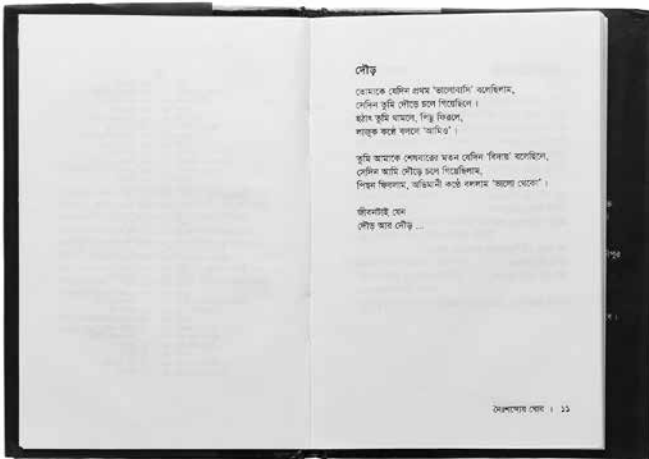 দৌড়
তোমাকে যেদিন প্রথম 'ভালোবাসি' বলেছিলাম,
সেদিন তুমি দৌড়ে চলে গিয়েছিলে ।
হঠাৎ তুমি থামলে, পিছু ফিরলে,
লাজুক কণ্ঠে বললে 'আমিও' ।
তুমি আমাকে শেষবারের মতন যেদিন 'বিদায়' বলেছিলে,
সেদিন আমি দৌড়ে চলে গিয়েছিলাম,
পিছন ফিরলাম, অভিমানী কণ্ঠে বললাম 'ভালো থেকো' ।
জীবনটাই যেন
দৌড় আর দৌড় ...
নৈঃশব্দ্যের ঘোর । ১১